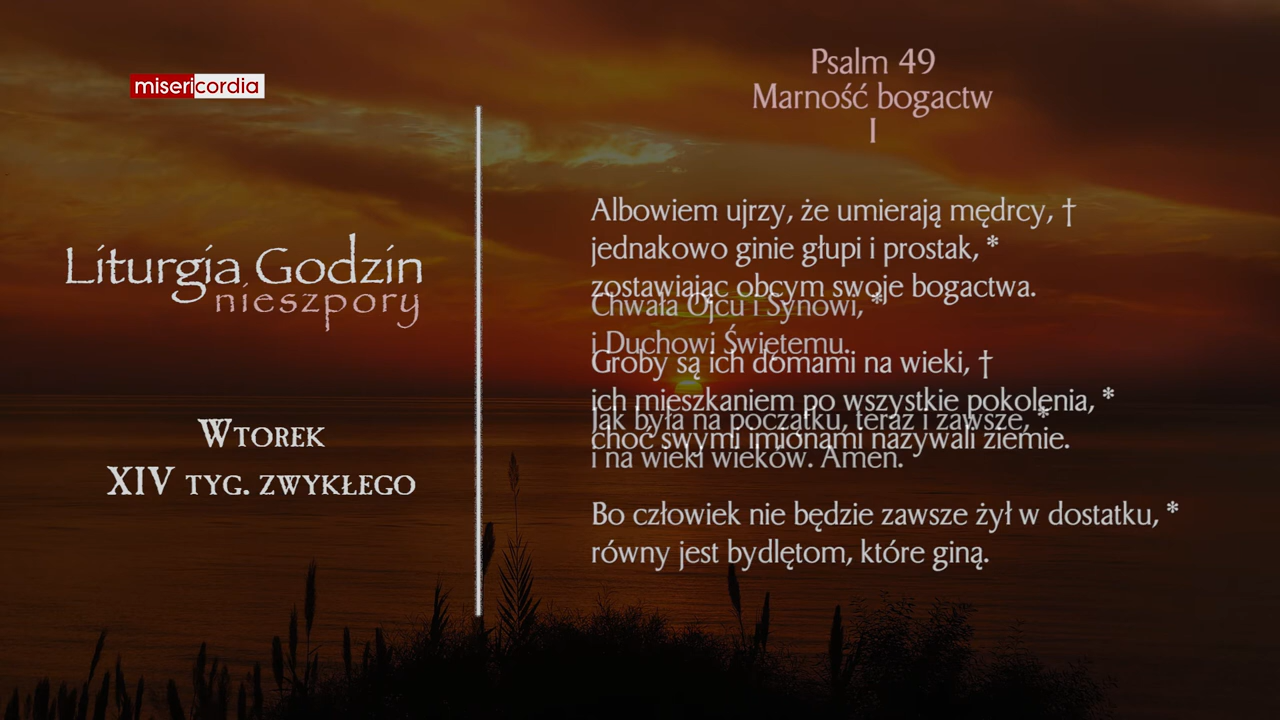 misericordia
Liturgia Godzin
nieszpory
Wtorek
XIV tyg. zwykłego
Psalm 49
Marność bogactw
I
Albowiem ujrzy, że umierają mędrcy, †
jednakowo ginie głupi i prostak, *
zostawiając obcym swoje bogactwa.
Chwała Ojcu i Synowi, *
i Duchowi Świętemu.
Groby są ich domami na wieki, †
ich mieszkaniem po wszystkie pokolenia, *
Jak była na początku, teraz i zawsze, *
choć swymi imionami nazywali ziemie.
i na wieki wieków. Amen.
Bo człowiek nie będzie zawsze żył w dostatku, *
równy jest bydlętom, które giną.